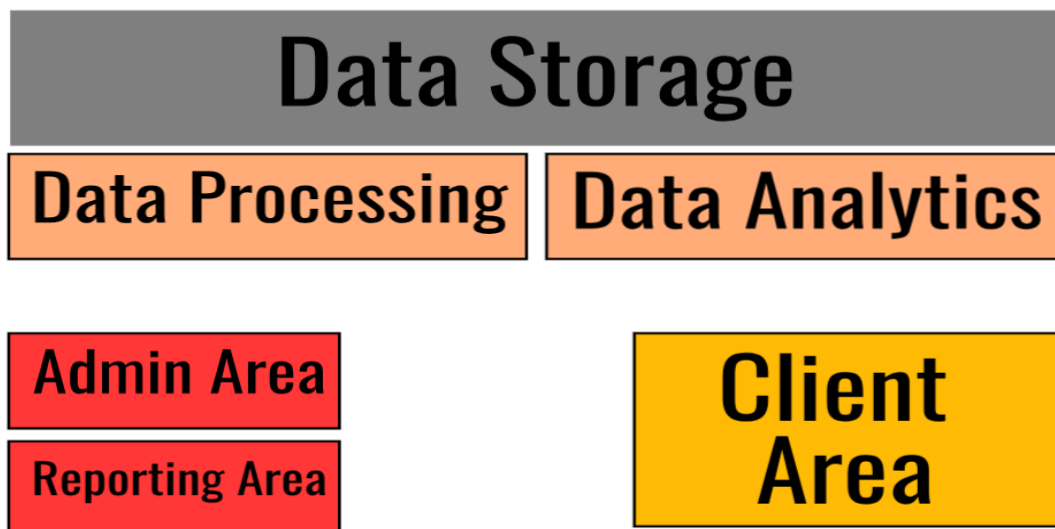 Data Storage
Data Processing
Data Analytics
Admin Area
Reporting Area
Client
Area